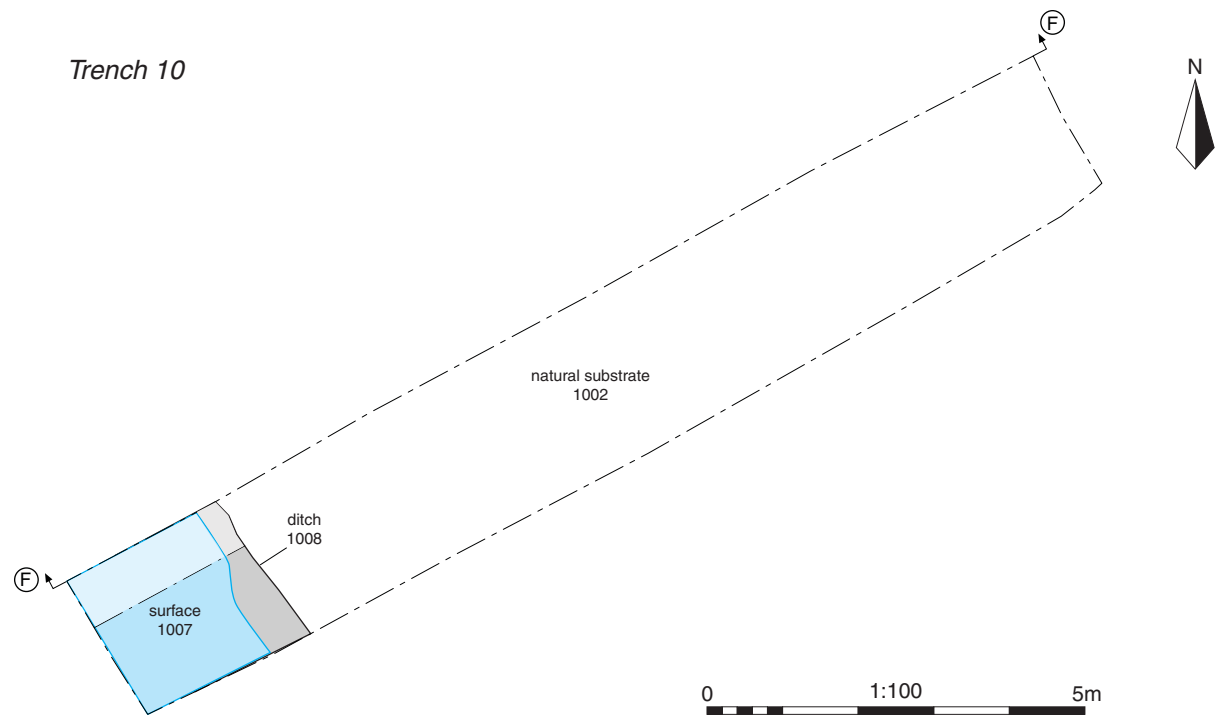 F
Trench 10
N
natural substrate
1002
ditch
1008
F
surface
1007
0 1:100 5m